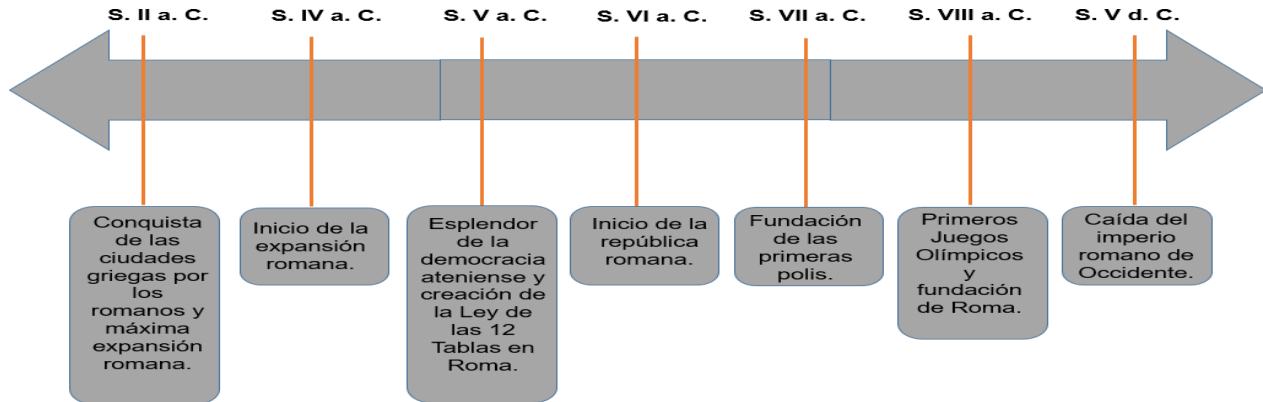 S. II a. C. S. IV a. C. S. V a. C. S. VI a. C. S. VII a. C. S. VIII a. C. S. V d. C.
Conquista
de las
ciudades
griegas por
los
romanos y
máxima
expansión
romana.
Inicio de la
expansión
romana.
Esplendor
de la
democracia
ateniense y
creación de
la Ley de
las 12
Tablas en
Roma.
Inicio de la
república
romana.
Fundación
de las
primeras
polis.
Primeros
Juegos
Olímpicos
y
fundación
de Roma.
Caída del
imperio
romano de
Occidente.